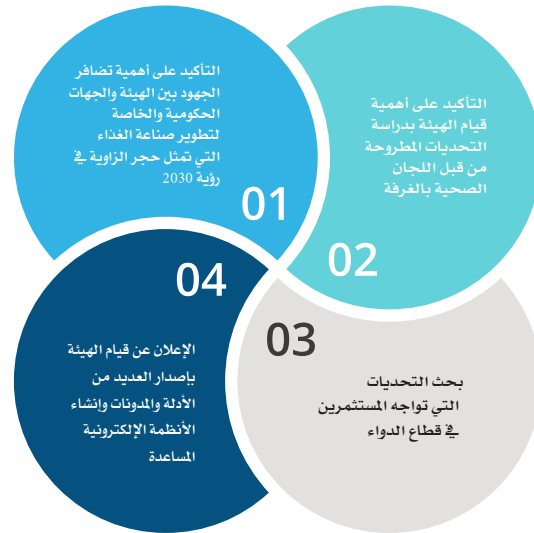 التأكيد على أهمية تضافر
الجهود بين الهيئة والجهات
الحكومية والخاصة
لتطوير صناعة الغذاء
التي تمثل حجر الزاوية في
رؤية 2030
01
التأكيد على أهمية
قيام الهيئة بدراسة
التحديات المطروحة
من قبل اللجان
الصحية بالغرفة
02
بحث التحديات
التي تواجه المستثمرين
في قطاع الدواء
03
الإعلان عن قيام الهيئة
بإصدار العديد من
الأدلة والمدونات وإنشاء
الأنظمة الإلكترونية
المساعدة
04